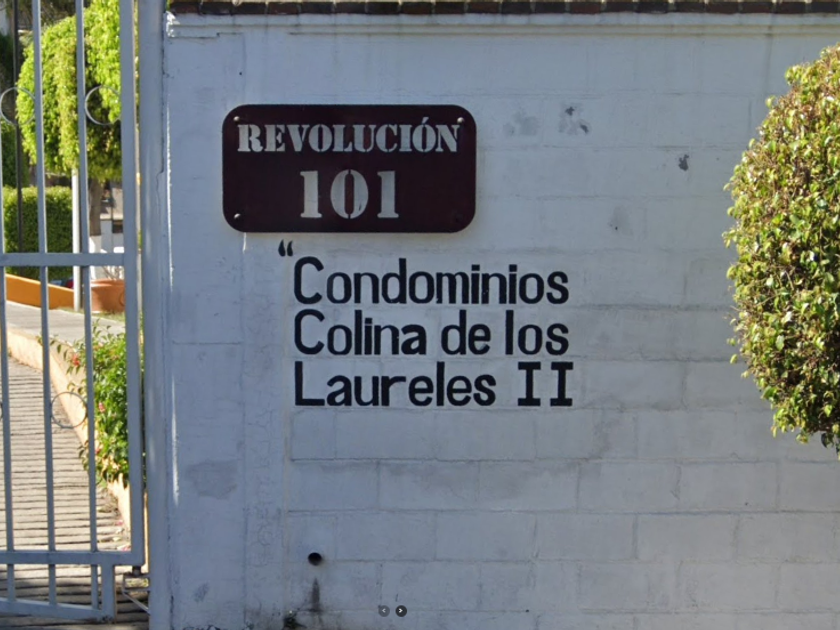 REVOLUCIÓN
101
“Condominios
Colina de los
Laureles II